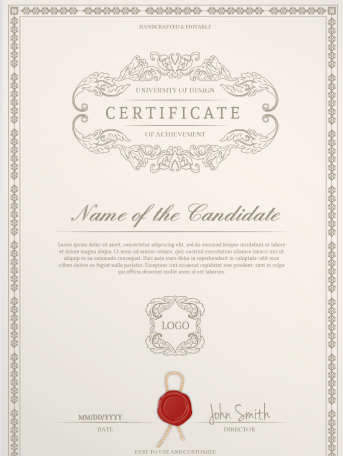 HANDCRAFTED & EDITABLE
UNIVERSITY OF DESIGN
CERTIFICATE
OF ACHIEVEMENT
Name of the Candidate
Lorem ipsum dolor sit amet, consectetur adipiscing elit, sed do eiusmod tempor incididunt ut labore
et dolore magna aliqua. Ut enim ad minim veniam, quis nostrud exercitation ullamco laboris nisi ut
aliquip ex ea commodo consequat. Duis aute irure dolor in reprehenderit in voluptate velit esse
cillum dolore eu fugiat nulla pariatur. Excepteur sint occaecat cupidatat non proident, sunt in culpa
qui officia deserunt mollit anim id est laborum.
LOGO
MM/DD/YYYY
John Smith
DATE
DIRECTOR
EASY TO USE AND CUSTOMIZE